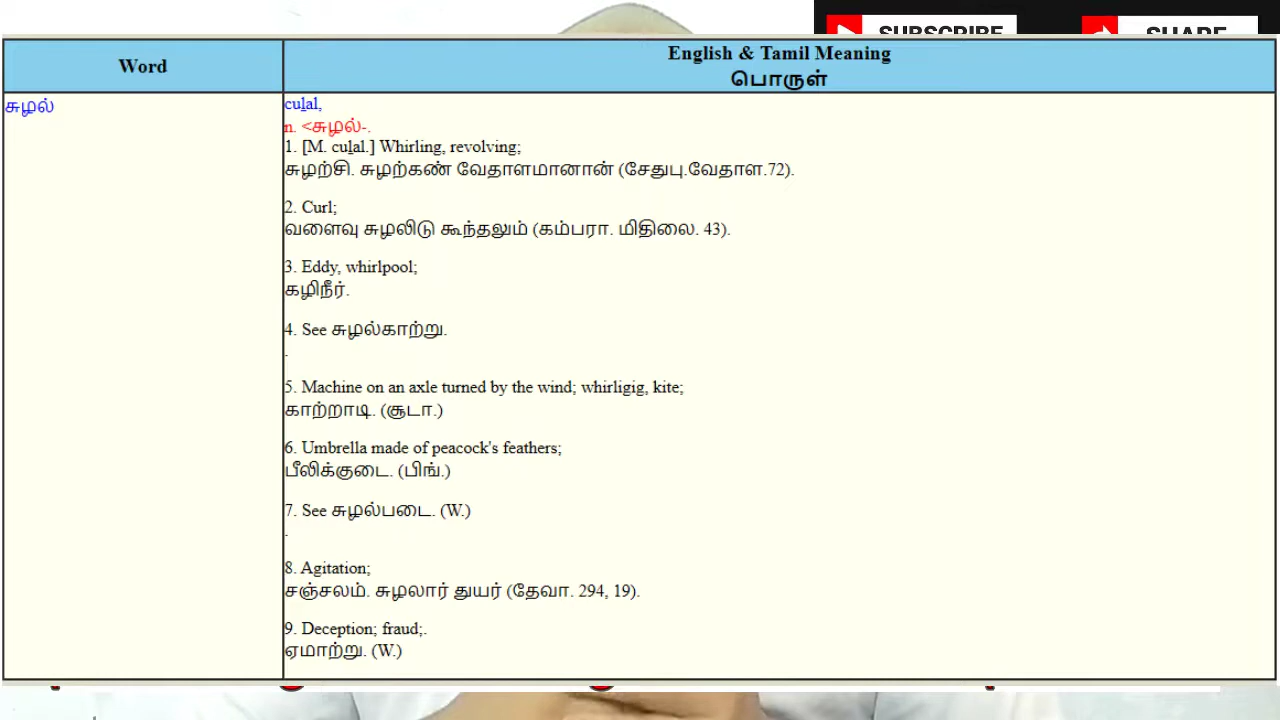 SUBSCRIBE
SHARE
Word
English & Tamil Meaning
பொருள்
சுழல்
cuḻal,
n. <சுழல்-.
1. [M. cuḻal.] Whirling, revolving;
சுழற்சி. சுழற்கண் வேதாளமானான் (சேதுபு.வேதாள.72).
2. Curl;
வளைவு சுழலிடு கூந்தலும் (கம்பரா. மிதிலை. 43).
3. Eddy, whirlpool;
கழிநீர்.
4. See சுழல்காற்று.
.
5. Machine on an axle turned by the wind; whirligig, kite;
காற்றாடி. (சூடா.)
6. Umbrella made of peacock's feathers;
பீலிக்குடை. (பிங்.)
7. See சுழல்படை. (W.)
.
8. Agitation;
சஞ்சலம். சுழலார் துயர் (தேவா. 294, 19).
9. Deception; fraud;.
ஏமாற்று. (W.)